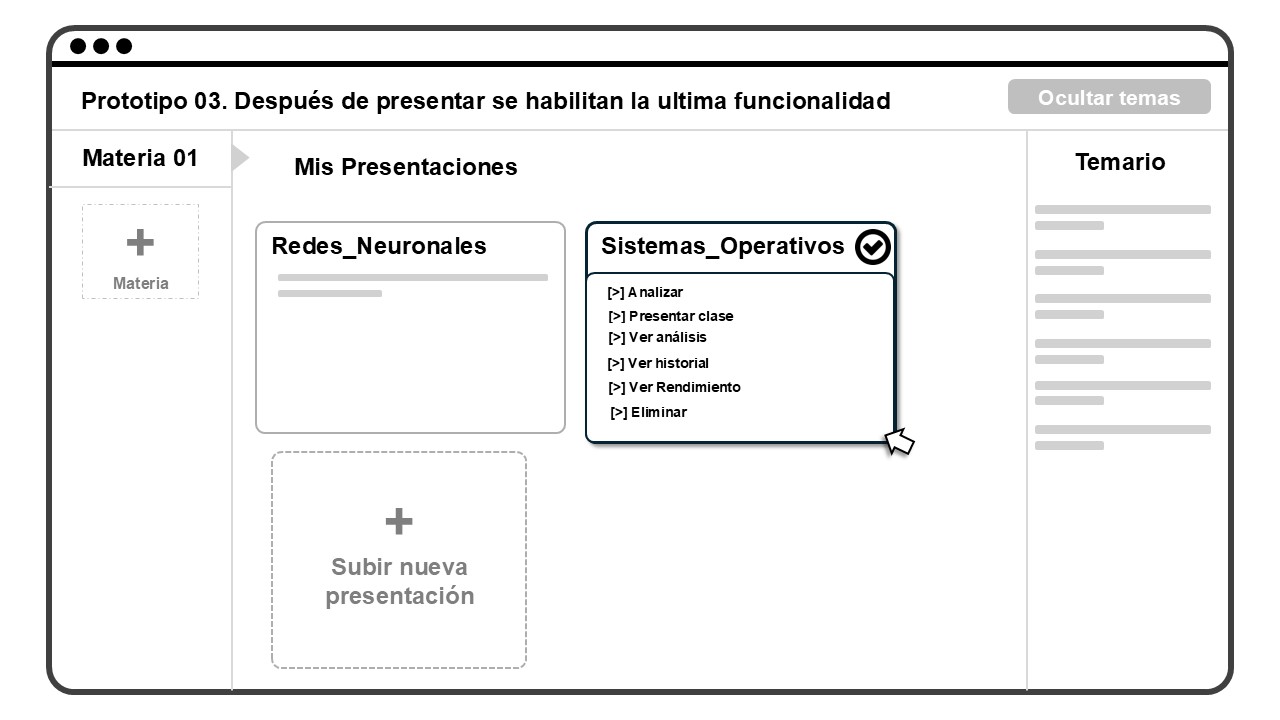 Prototipo 03. Después de presentar se habilitan la ultima funcionalidad
Ocultar temas
Materia 01
Materia
Mis Presentaciones
Redes_Neuronales
Sistemas_Operativos
[>] Analizar
[>] Presentar clase
[>] Ver análisis
[>] Ver historial
[>] Ver Rendimiento
[>] Eliminar
Subir nueva
presentación
Temario